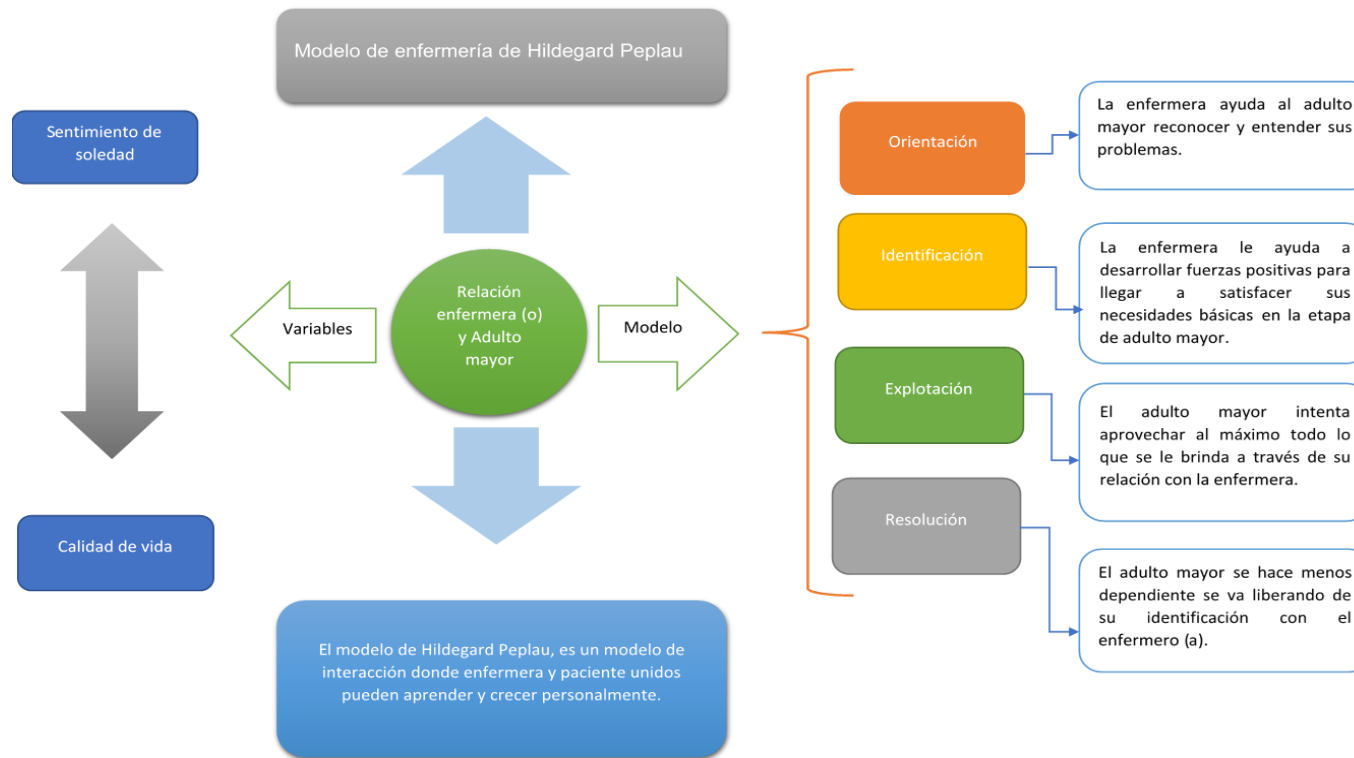 Modelo de enfermería de Hildegard Peplau
Sentimiento de
soledad
Calidad de vida
Variables
Relación
enfermera (o)
y Adulto
mayor
Modelo
El modelo de Hildegard Peplau, es un modelo de
interacción donde enfermera y paciente unidos
pueden aprender y crecer personalmente.
Orientación
La enfermera ayuda al adulto
mayor reconocer y entender sus
problemas.
Identificación
La enfermera le ayuda a
desarrollar fuerzas positivas para
llegar a satisfacer sus
necesidades básicas en la etapa
de adulto mayor.
Explotación
El adulto mayor intenta
aprovechar al máximo todo lo
que se le brinda a través de su
relación con la enfermera.
Resolución
El adulto mayor se hace menos
dependiente se va liberando de
su identificación con el
enfermero (a).